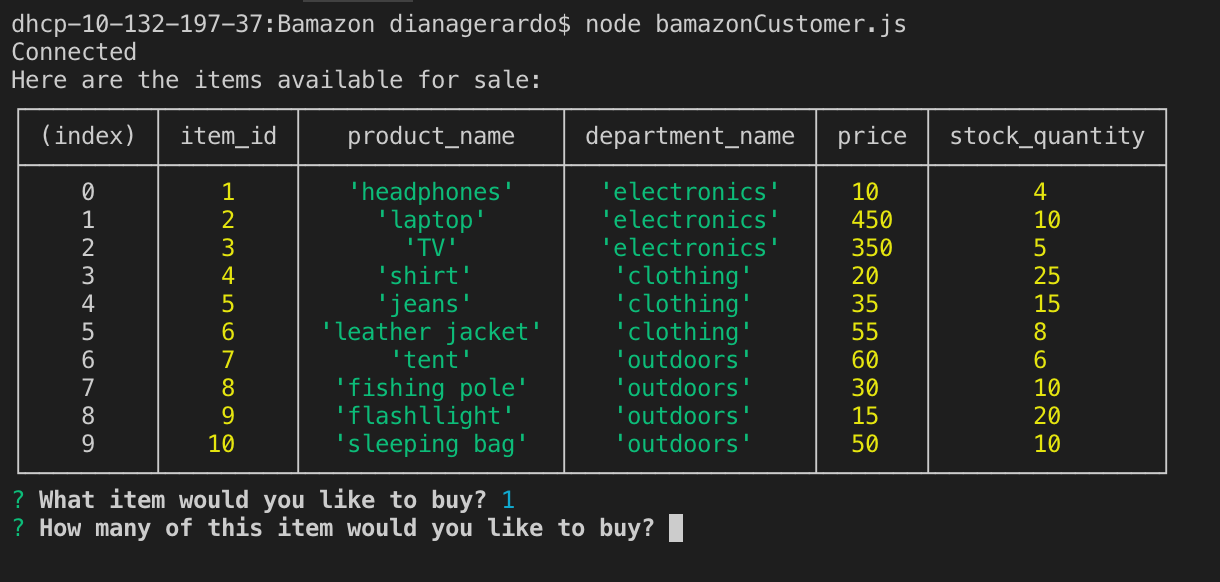 dhcp-10-132-197-37:Bamazon dianagerardo$ node bamazonCustomer.js
Connected
Here are the items available for sale:
(index) item_id product_name department_name price stock_quantity
0 1 'headphones' 'electronics' 10 4
1 2 'laptop' 'electronics' 450 10
2 3 'TV' 'electronics' 350 5
3 4 'shirt' 'clothing' 20 25
4 5 'jeans' 'clothing' 35 15
5 6 'leather jacket' 'clothing' 55 8
6 7 'tent' 'outdoors' 60 6
7 8 'fishing pole' 'outdoors' 30 10
8 9 'flashllight' 'outdoors' 15 20
9 10 'sleeping bag' 'outdoors' 50 10
? What item would you like to buy? 1
? How many of this item would you like to buy?